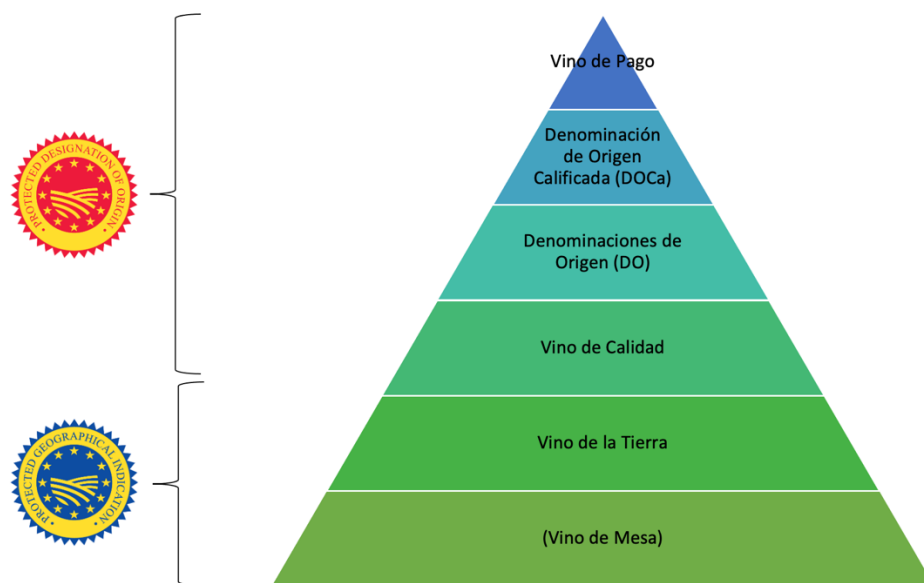 Vino de Pago
Denominación
de Origen
Calificada (DOCa)
PROTECTED DESIGNATION OF ORIGIN
Denominaciones de
Origen (DO)
Vino de Calidad
Vino de la Tierra
PROTECTED GEOGRAPHICAL INDICATION
(Vino de Mesa)